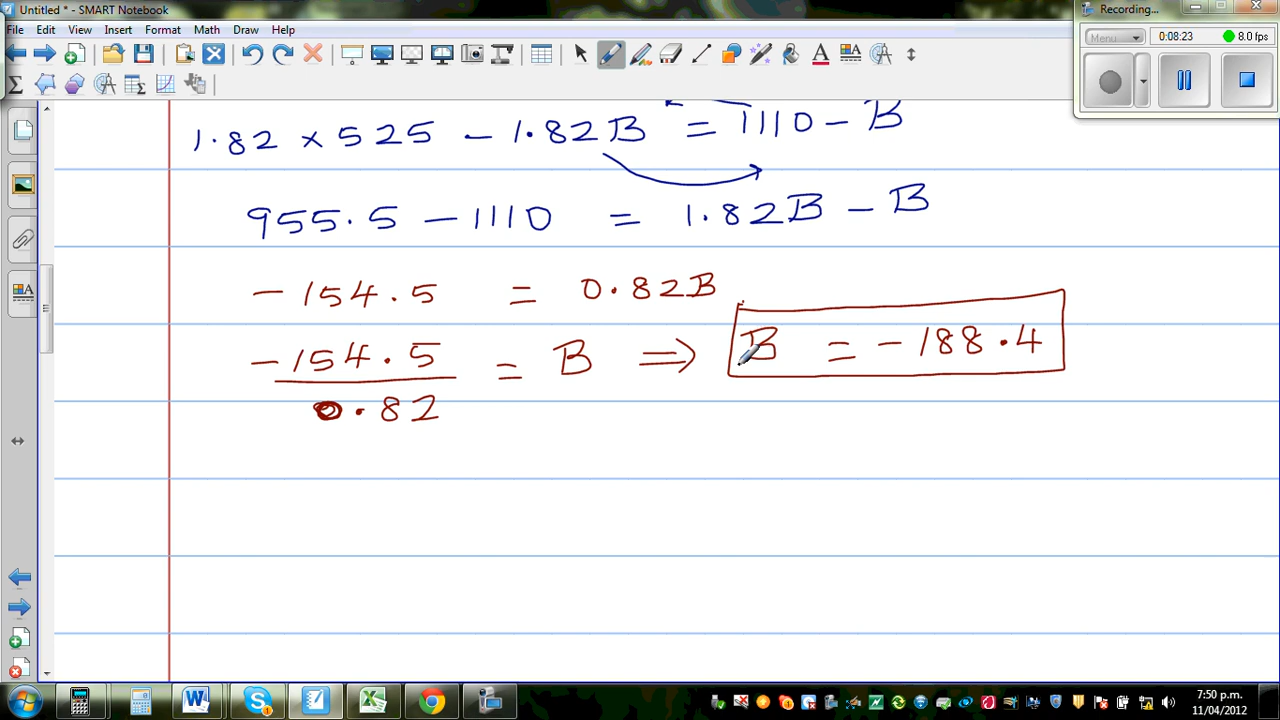 Untitled * - SMART Notebook
File Edit View Insert Format Math Draw Help
Recording...
Menu 0:08:23 8.0 fps
1.82 × 525 - 1.82B = 1110 - B
955.5 - 1110 = 1.82B - B
-154.5 = 0.82B
-154.5 / 0.82 = B ⇒ B = -188.4
7:50 p.m.
11/04/2012